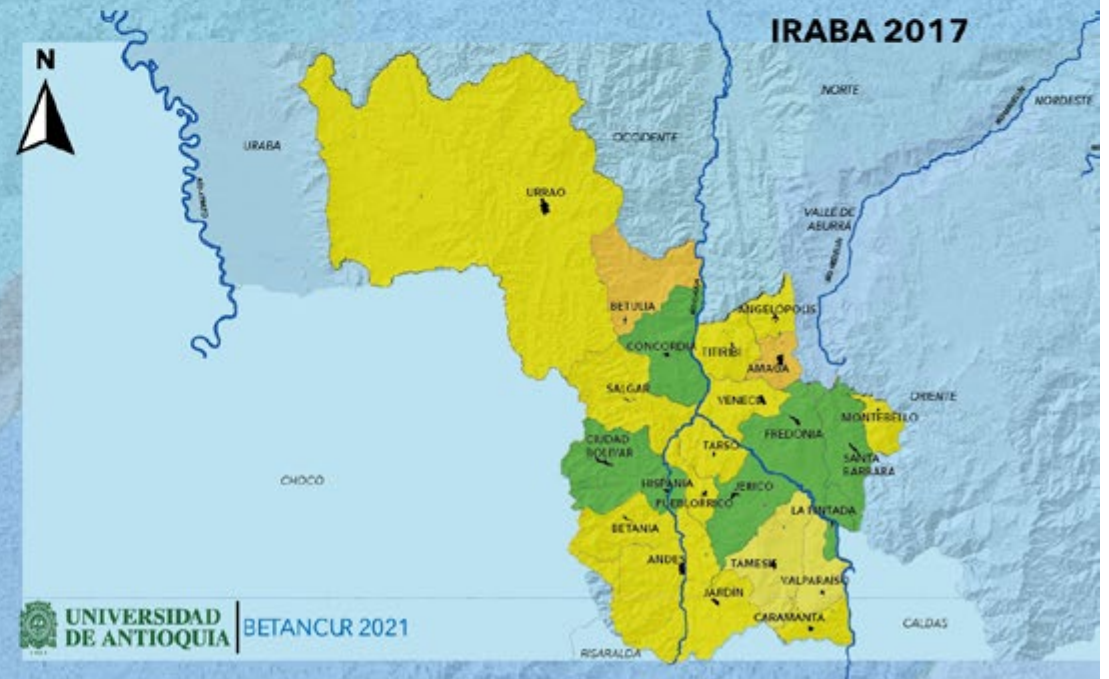 IRABA 2017
N
NORTE
NORDESTE
URABA
OCCIDENTE
URRAO
VALLE DE
ABURRA
BETULIA
ANGELOPOLIS
CONCORDIA
TITIRIBI
AMAGA
SALGAR
VENECIA
ORIENTE
MONTEBELLO
FREDONIA
CIUDAD
BOLIVAR
TARSO
SANTA
BARBARA
CHOCO
HISPANIA
JERICO
PUEBLORRICO
LA PINTADA
BETANIA
ANDES
TAMESIS
VALPARAISO
JARDIN
CARAMANTA
CALDAS
RISARALDA
UNIVERSIDAD
DE ANTIOQUIA
BETANCUR 2021